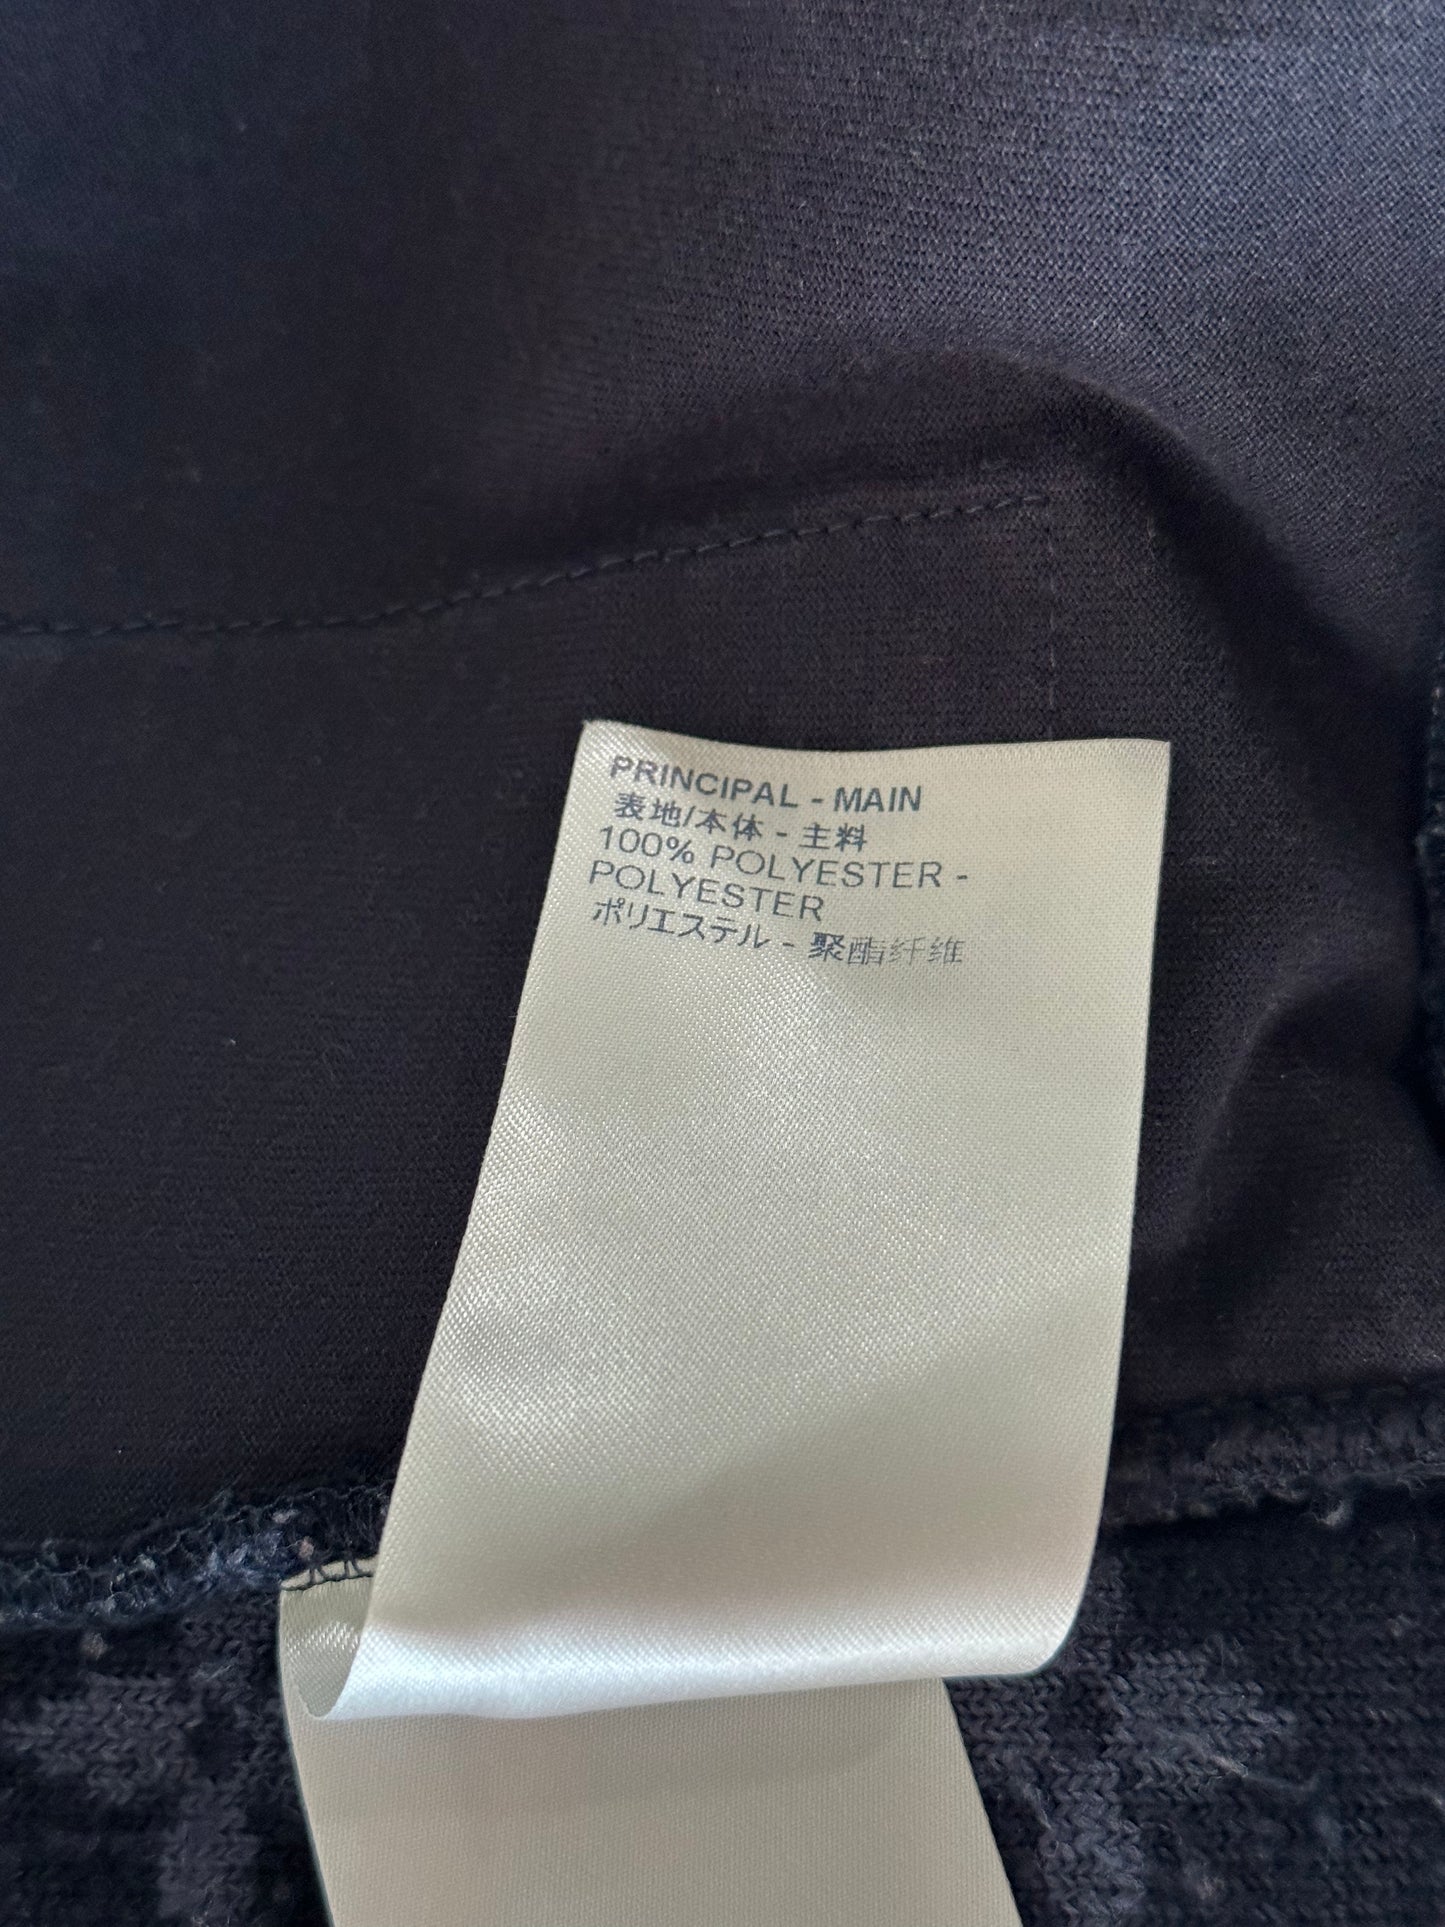 PRINCIPAL - MAIN
表地/本体 - 主料
100% POLYESTER -
POLYESTER
ポリエステル - 聚酯纤维